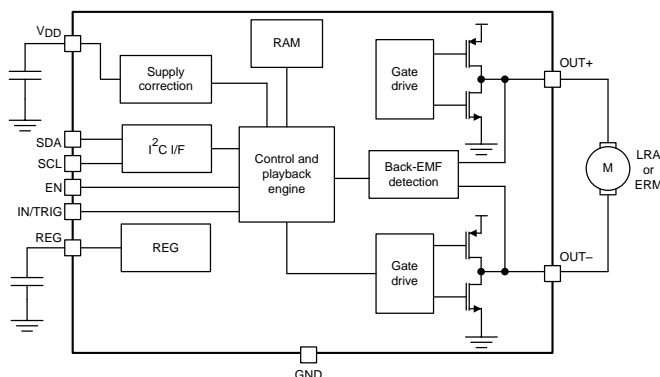 VDD
Supply
correction
RAM
Gate
drive
OUT+
SDA
SCL
I2C I/F
EN
IN/TRIG
Control and
playback
engine
Back-EMF
detection
M
LRA
or
ERM
REG
REG
Gate
drive
OUT–
GND